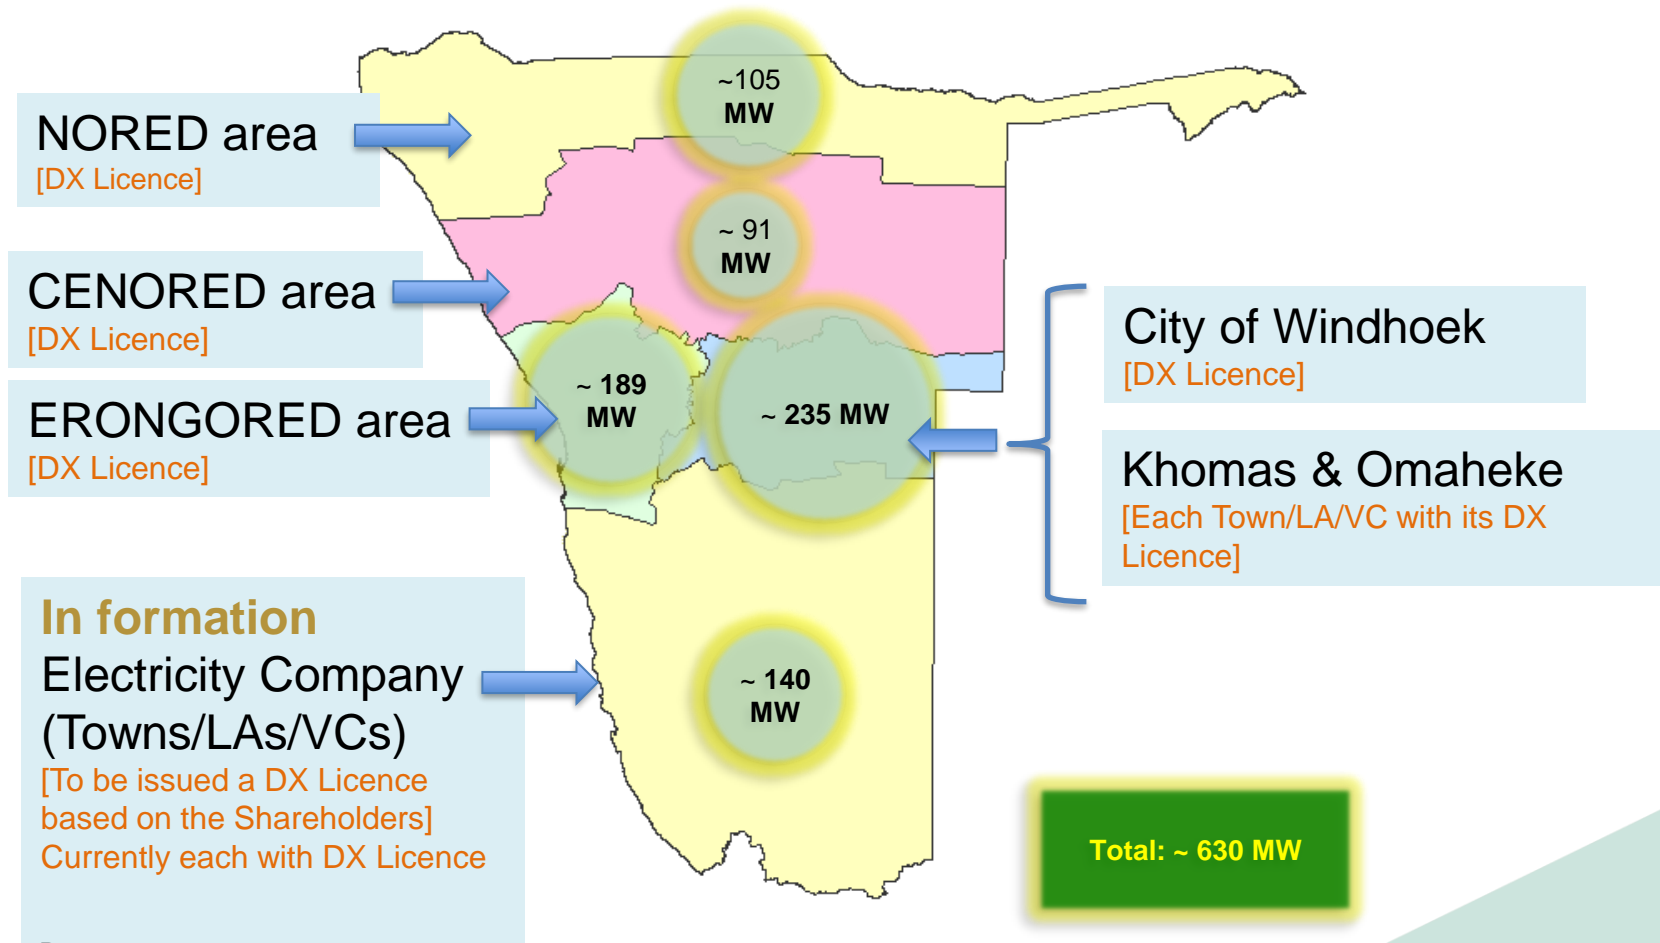 NORED area
[DX Licence]
CENORED area
[DX Licence]
ERONGORED area
[DX Licence]
In formation
Electricity Company
(Towns/LAs/VCs)
[To be issued a DX Licence
based on the Shareholders]
Currently each with DX Licence
~105
MW
~ 91
MW
~ 189
MW
~ 235 MW
~ 140
MW
City of Windhoek
[DX Licence]
Khomas & Omaheke
[Each Town/LA/VC with its DX
Licence]
Total: ~ 630 MW